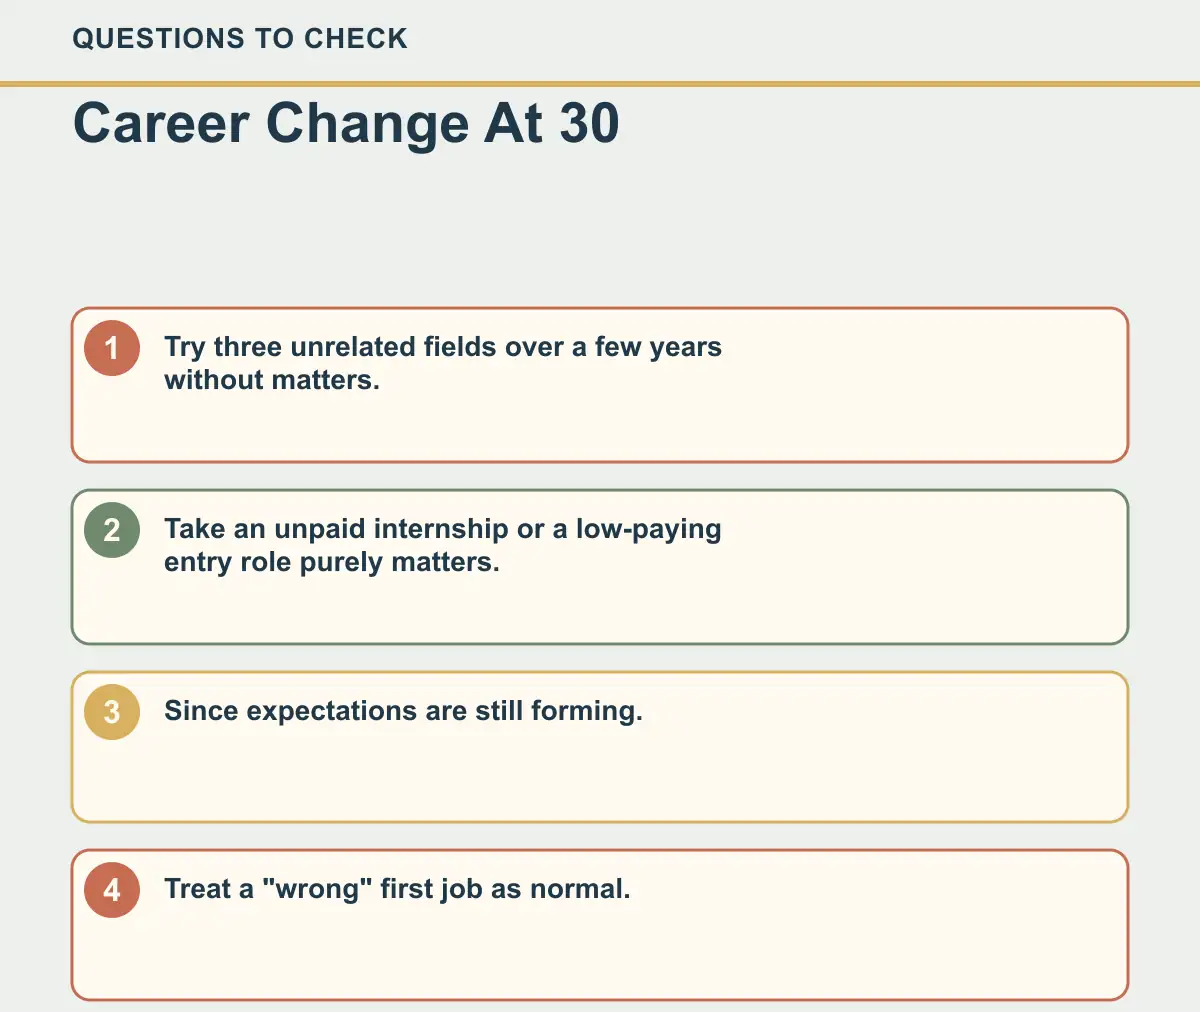 QUESTIONS TO CHECK
Career Change At 30
1
Try three unrelated fields over a few years
without matters.
2
Take an unpaid internship or a low-paying
entry role purely matters.
3
Since expectations are still forming.
4
Treat a "wrong" first job as normal.